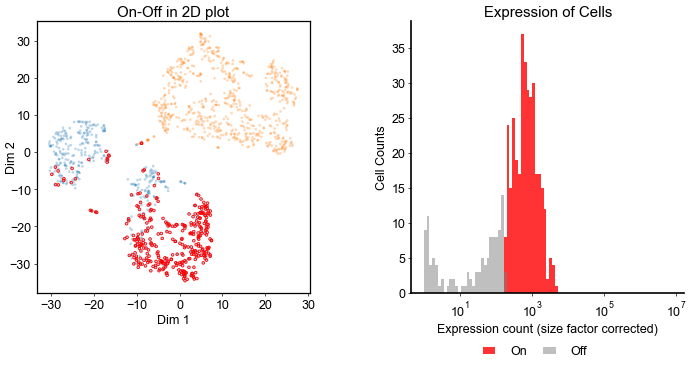 On-Off in 2D plot
Dim 2
30
20
10
0
−10
−20
−30
−30 −20 −10 0 10 20 30
Dim 1
Expression of Cells
Cell Counts
35
30
25
20
15
10
5
0
10^1 10^3 10^5 10^7
Expression count (size factor corrected)
On Off